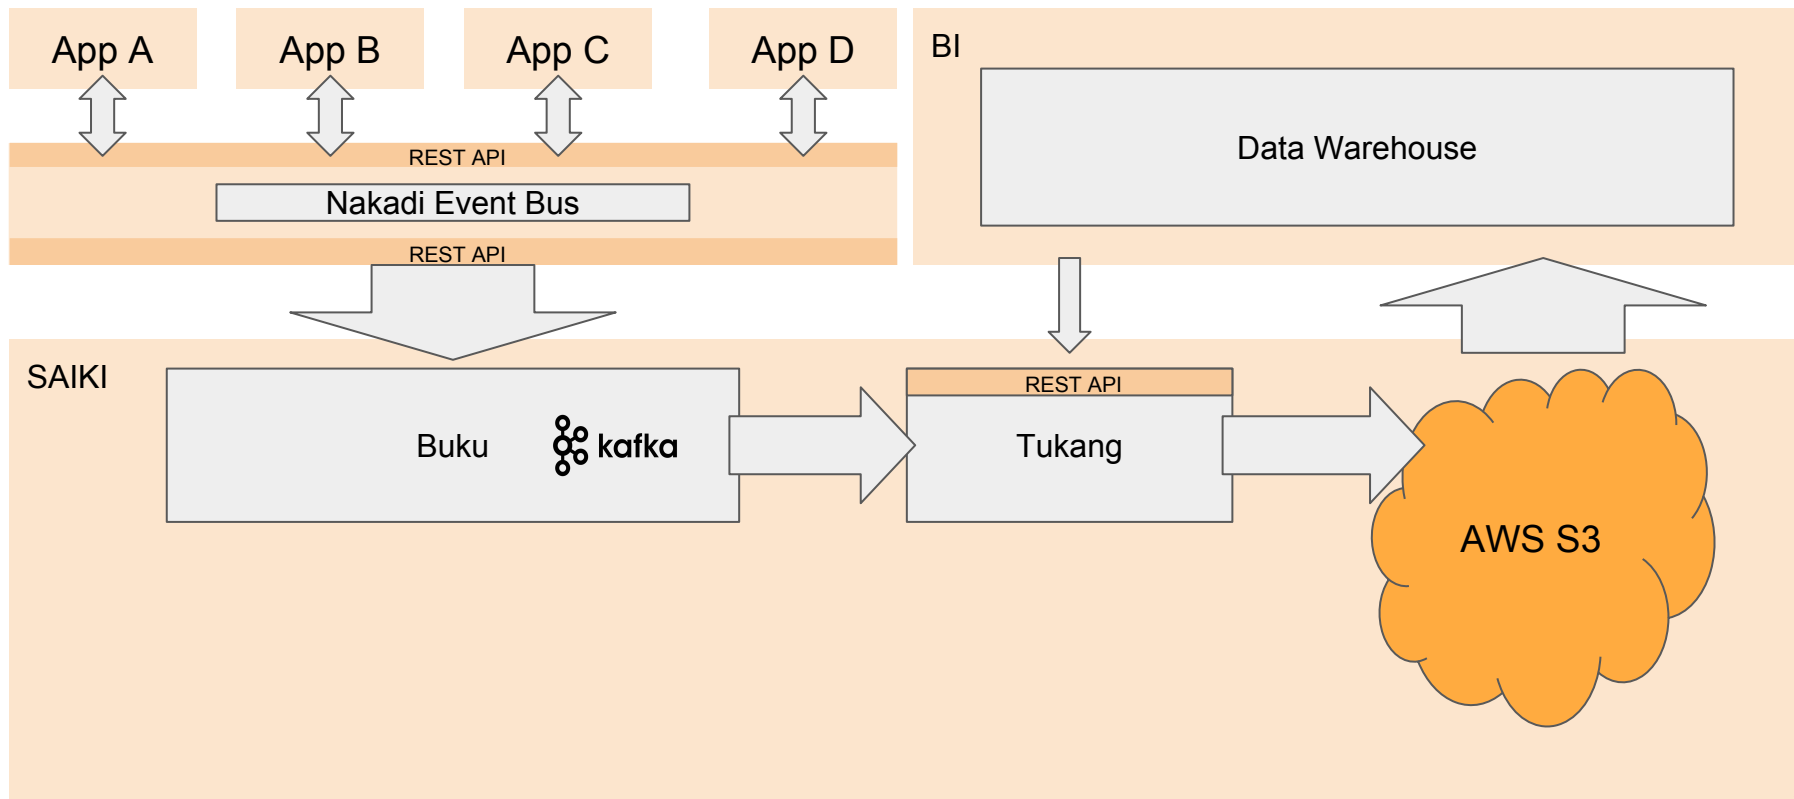 App A
App B
App C
App D
REST API
Nakadi Event Bus
REST API
BI
Data Warehouse
SAIKI
Buku
kafka
REST API
Tukang
AWS S3